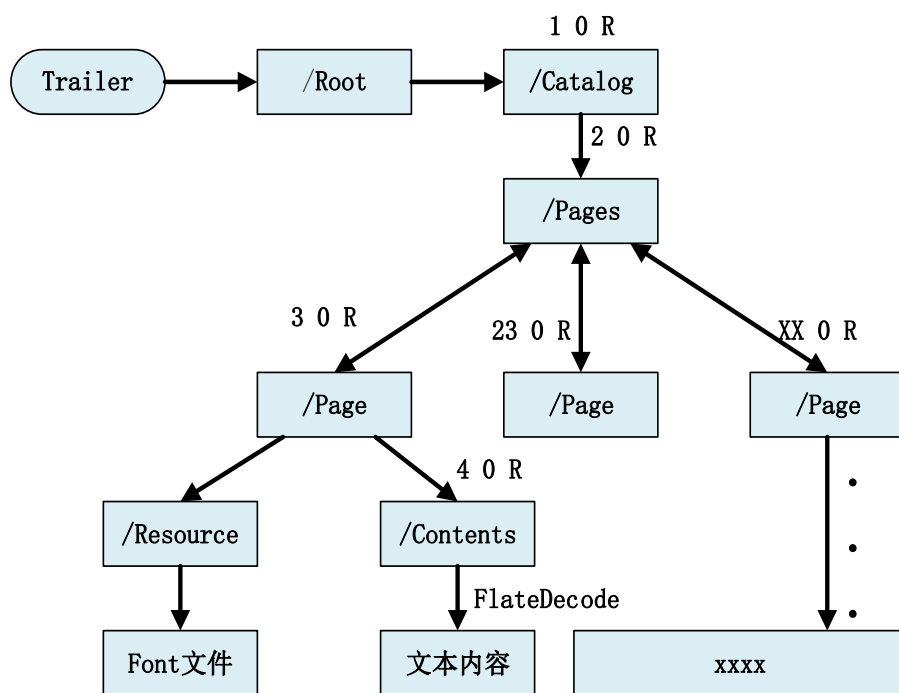 1 0 R
Trailer
/Root
/Catalog
2 0 R
/Pages
3 0 R
23 0 R
XX 0 R
/Page
/Page
/Page
4 0 R
/Resource
/Contents
FlateDecode
Font文件
文本内容
xxxx